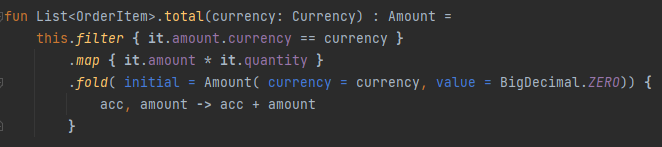 fun List<OrderItem>.total(currency: Currency) : Amount =
    this.filter { it.amount.currency == currency }
        .map { it.amount * it.quantity }
        .fold( initial = Amount( currency = currency, value = BigDecimal.ZERO)) {
            acc, amount -> acc + amount
        }